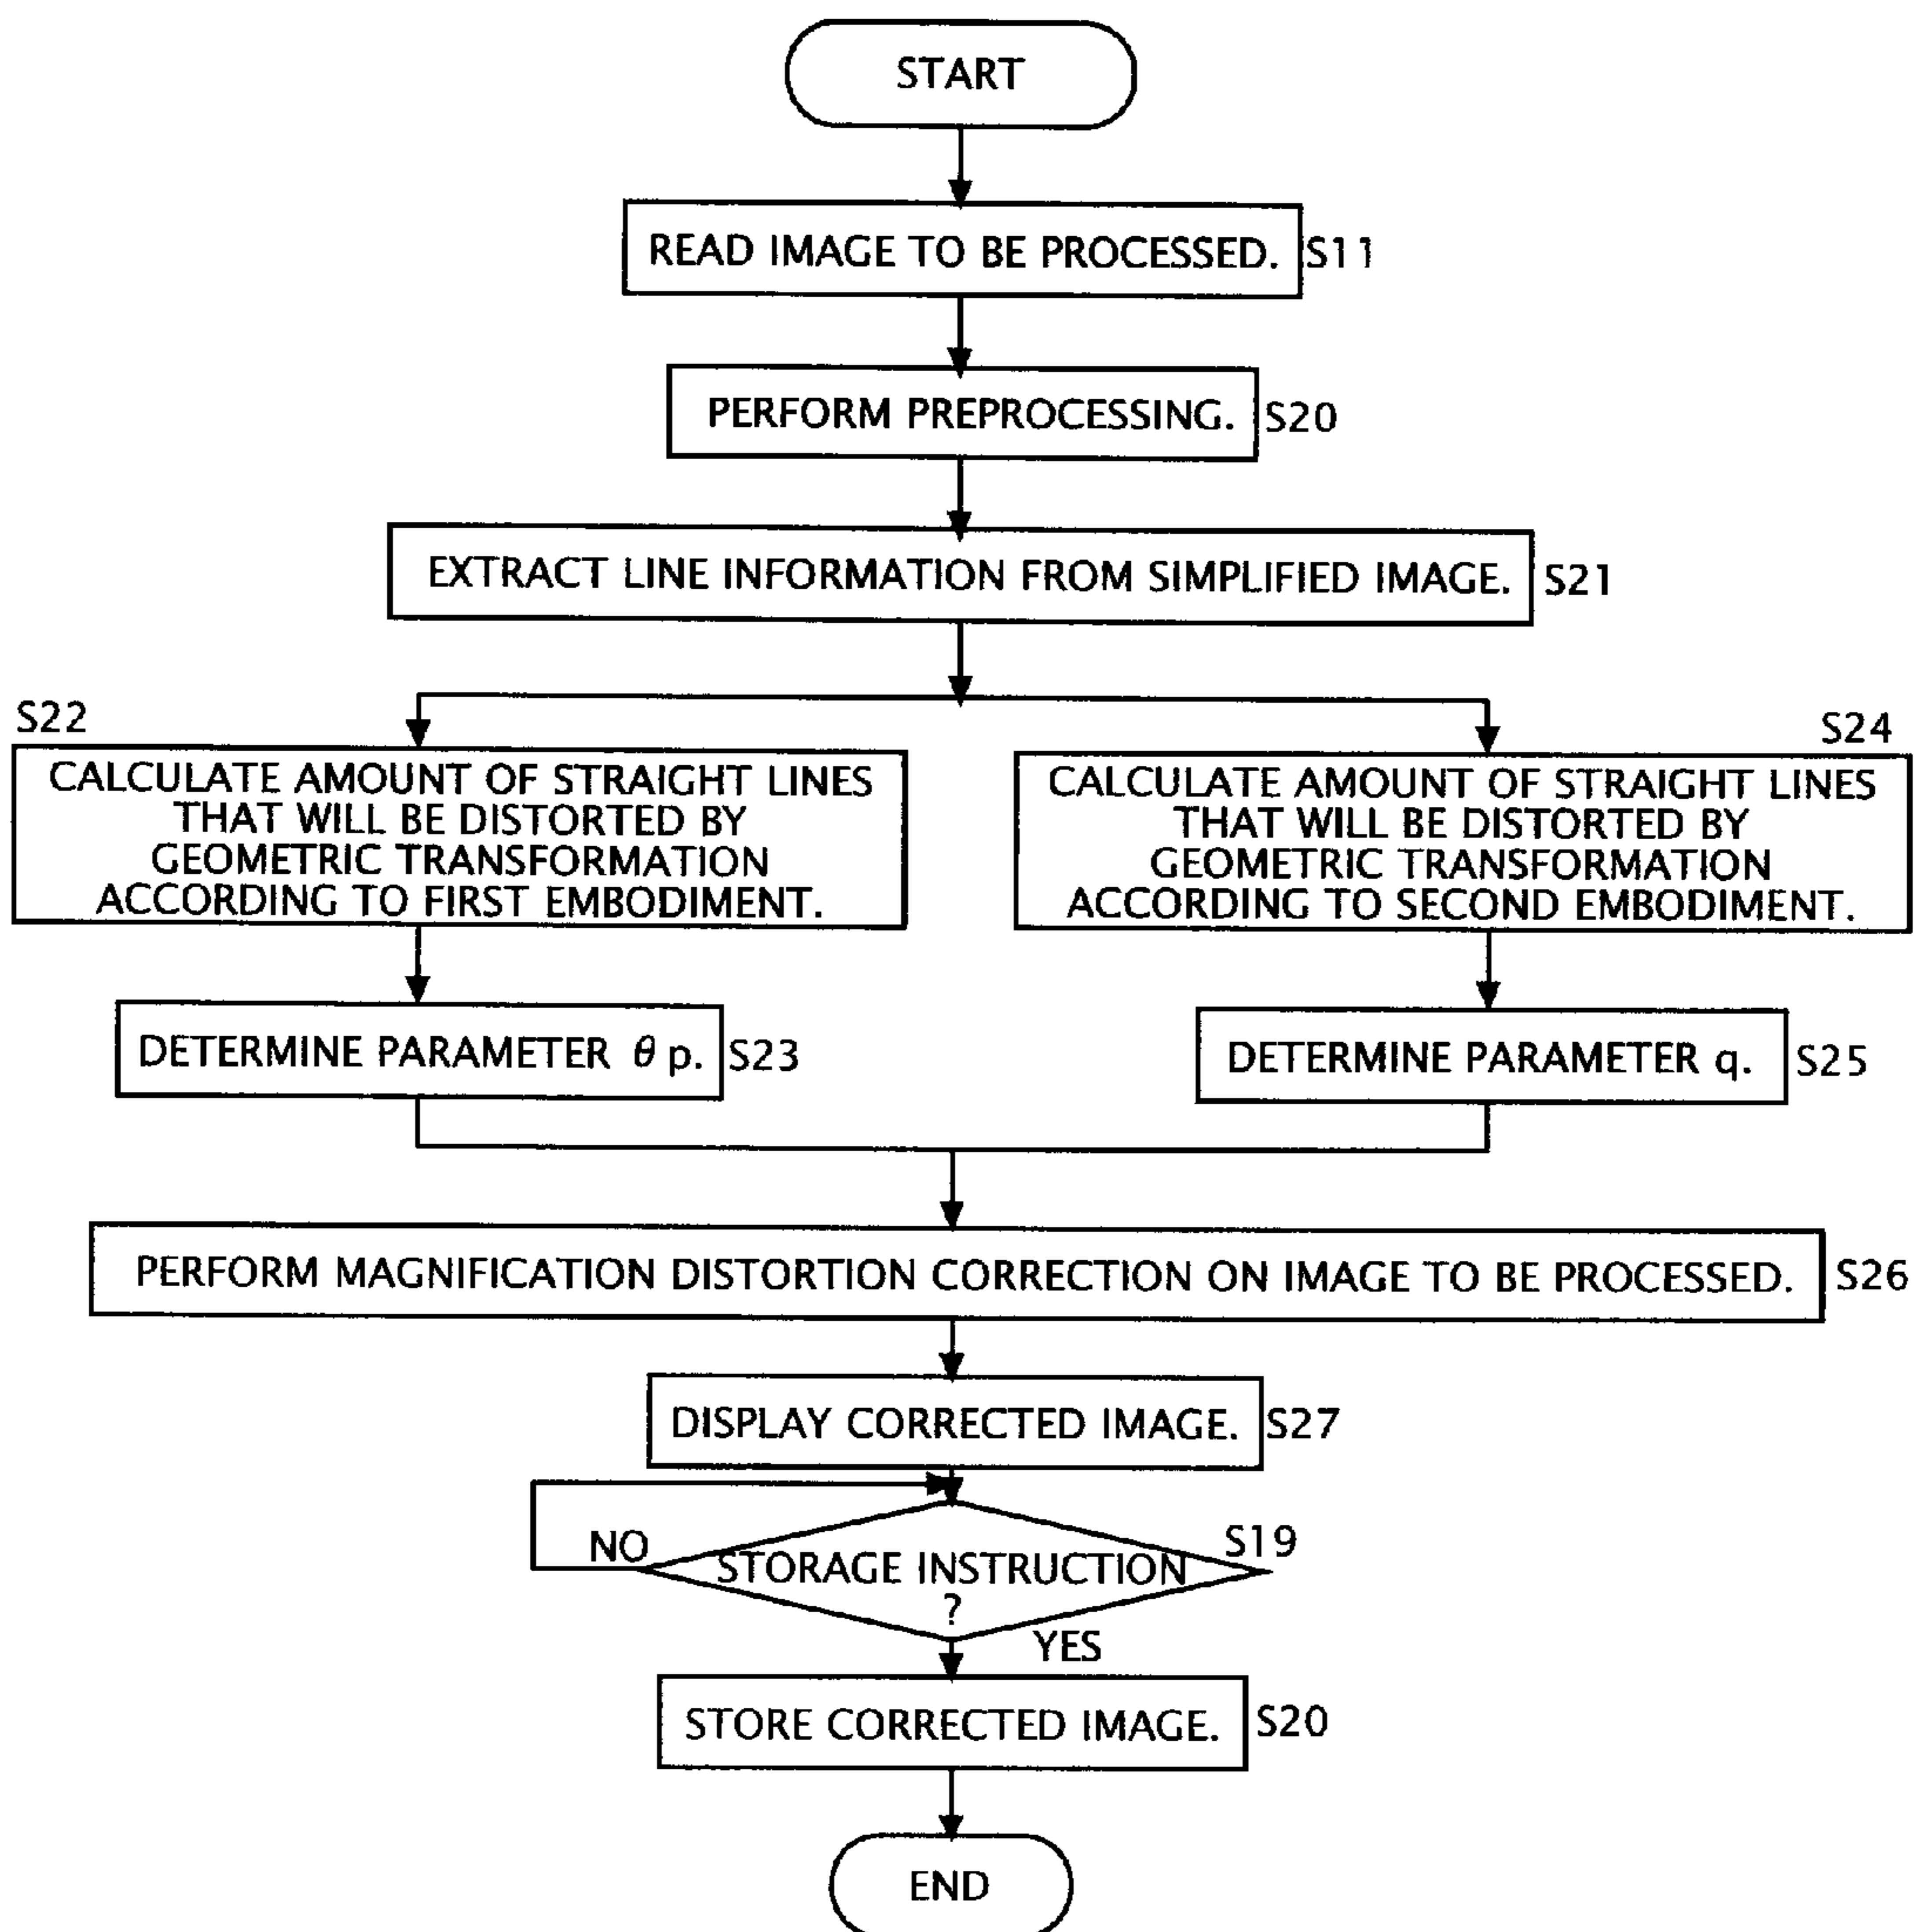 START
READ IMAGE TO BE PROCESSED. S11
PERFORM PREPROCESSING. S20
EXTRACT LINE INFORMATION FROM SIMPLIFIED IMAGE. S21
S22
CALCULATE AMOUNT OF STRAIGHT LINES
THAT WILL BE DISTORTED BY
GEOMETRIC TRANSFORMATION
ACCORDING TO FIRST EMBODIMENT.
S24
CALCULATE AMOUNT OF STRAIGHT LINES
THAT WILL BE DISTORTED BY
GEOMETRIC TRANSFORMATION
ACCORDING TO SECOND EMBODIMENT.
DETERMINE PARAMETER θ p. S23
DETERMINE PARAMETER q. S25
PERFORM MAGNIFICATION DISTORTION CORRECTION ON IMAGE TO BE PROCESSED. S26
DISPLAY CORRECTED IMAGE. S27
NO
STORAGE INSTRUCTION
?
S19
YES
STORE CORRECTED IMAGE. S20
END